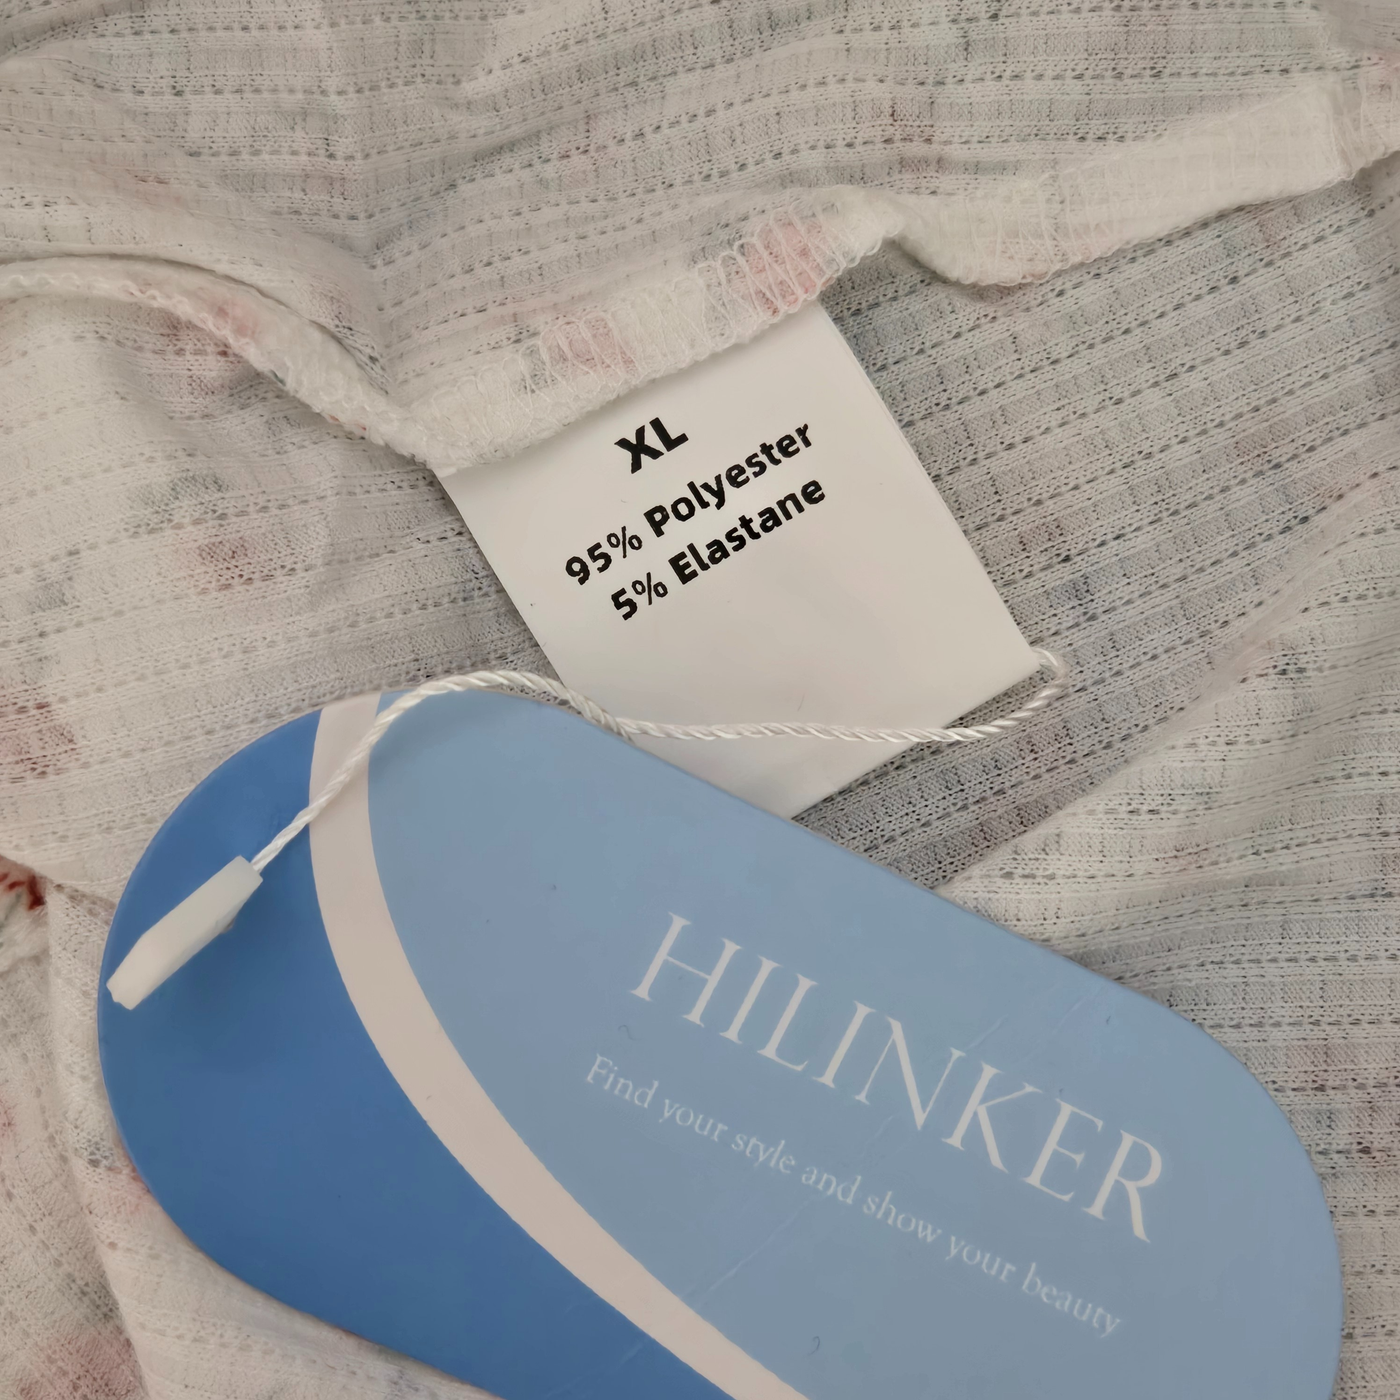 XL
95% Polyester
5% Elastane
HILINKER
Find your style and show your beauty